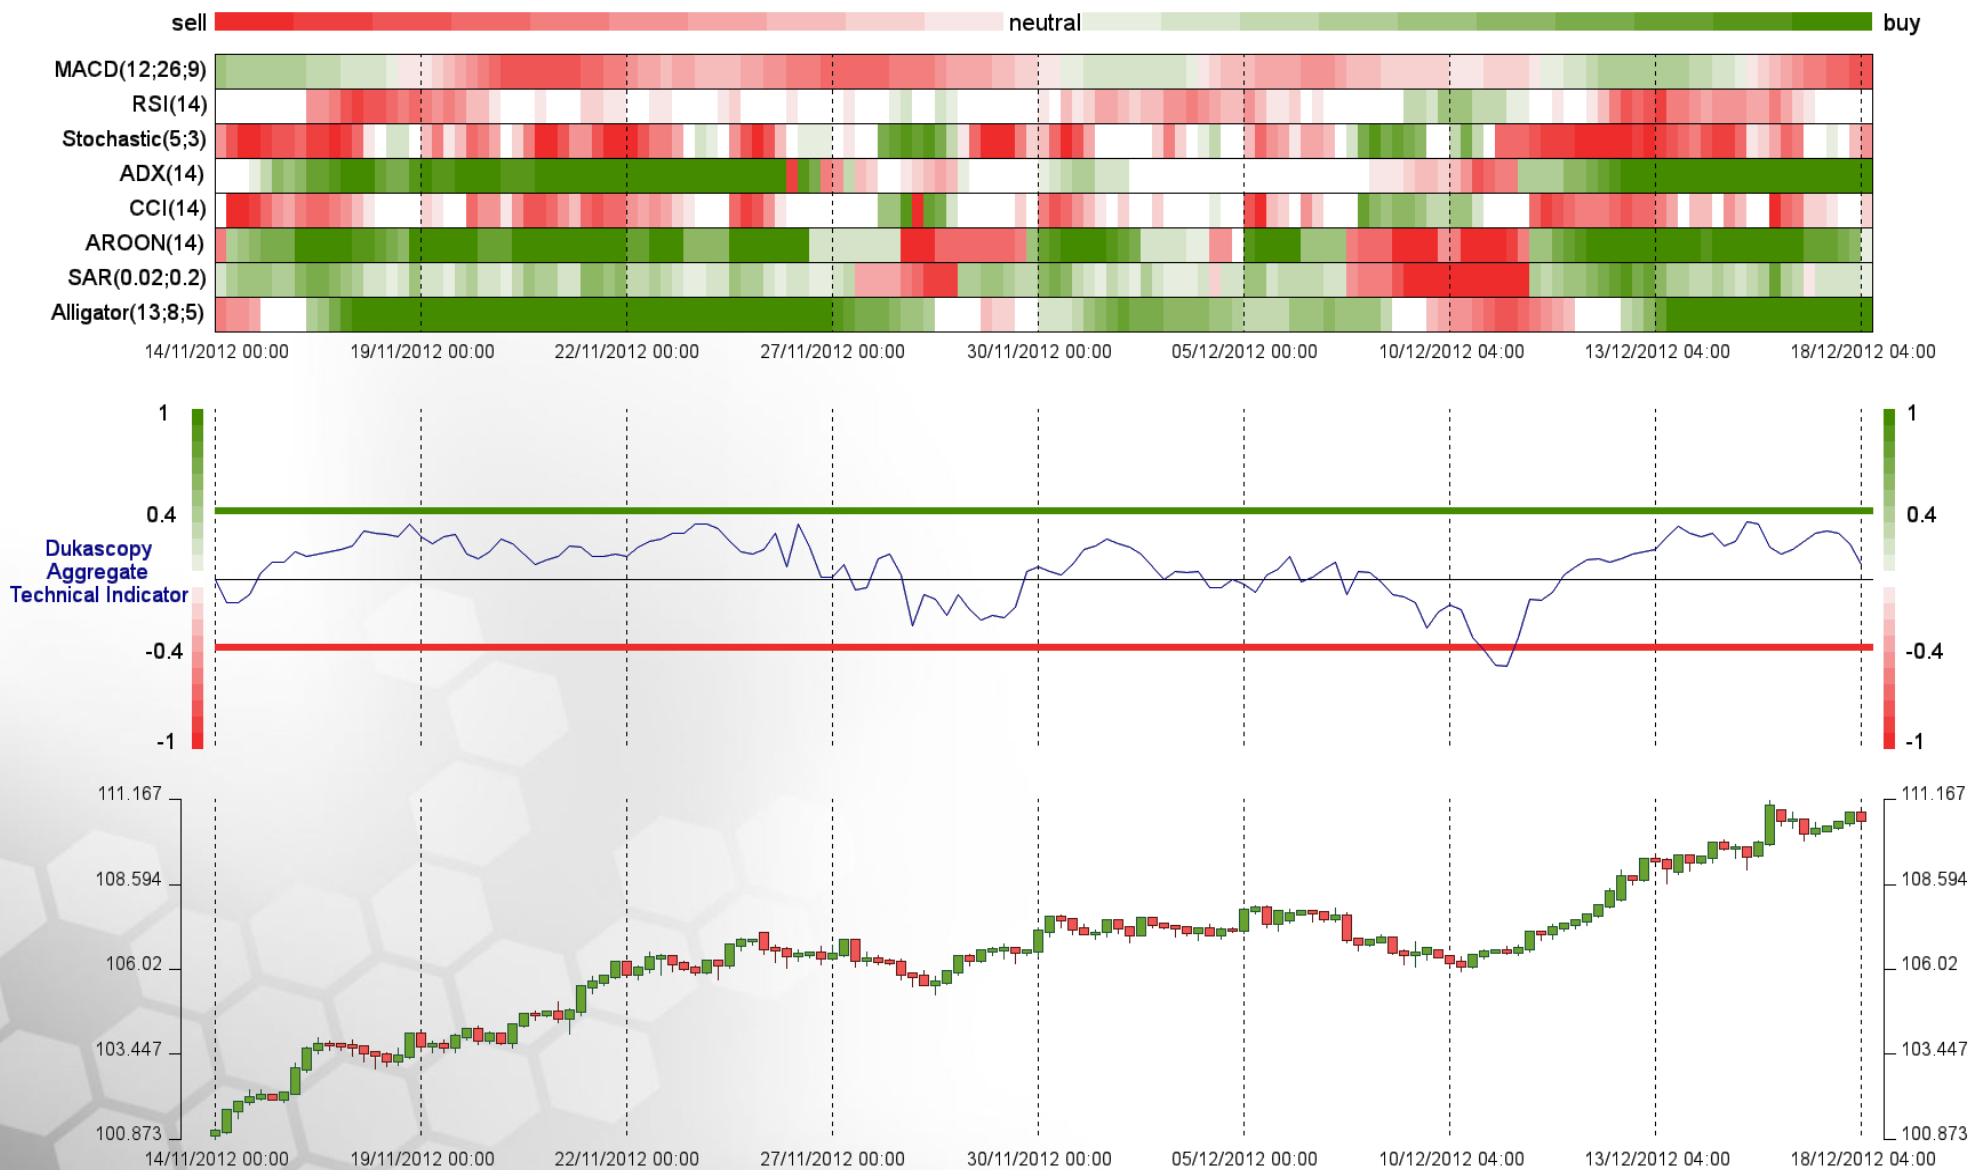 sell neutral buy
MACD(12;26;9)
RSI(14)
Stochastic(5;3)
ADX(14)
CCI(14)
AROON(14)
SAR(0.02;0.2)
Alligator(13;8;5)
14/11/2012 00:00 19/11/2012 00:00 22/11/2012 00:00 27/11/2012 00:00 30/11/2012 00:00 05/12/2012 00:00 10/12/2012 04:00 13/12/2012 04:00 18/12/2012 04:00
1 1
0.4 0.4
Dukascopy
Aggregate
Technical Indicator
-0.4 -0.4
-1 -1
111.167 111.167
108.594 108.594
106.02 106.02
103.447 103.447
100.873 100.873
14/11/2012 00:00 19/11/2012 00:00 22/11/2012 00:00 27/11/2012 00:00 30/11/2012 00:00 05/12/2012 00:00 10/12/2012 04:00 13/12/2012 04:00 18/12/2012 04:00